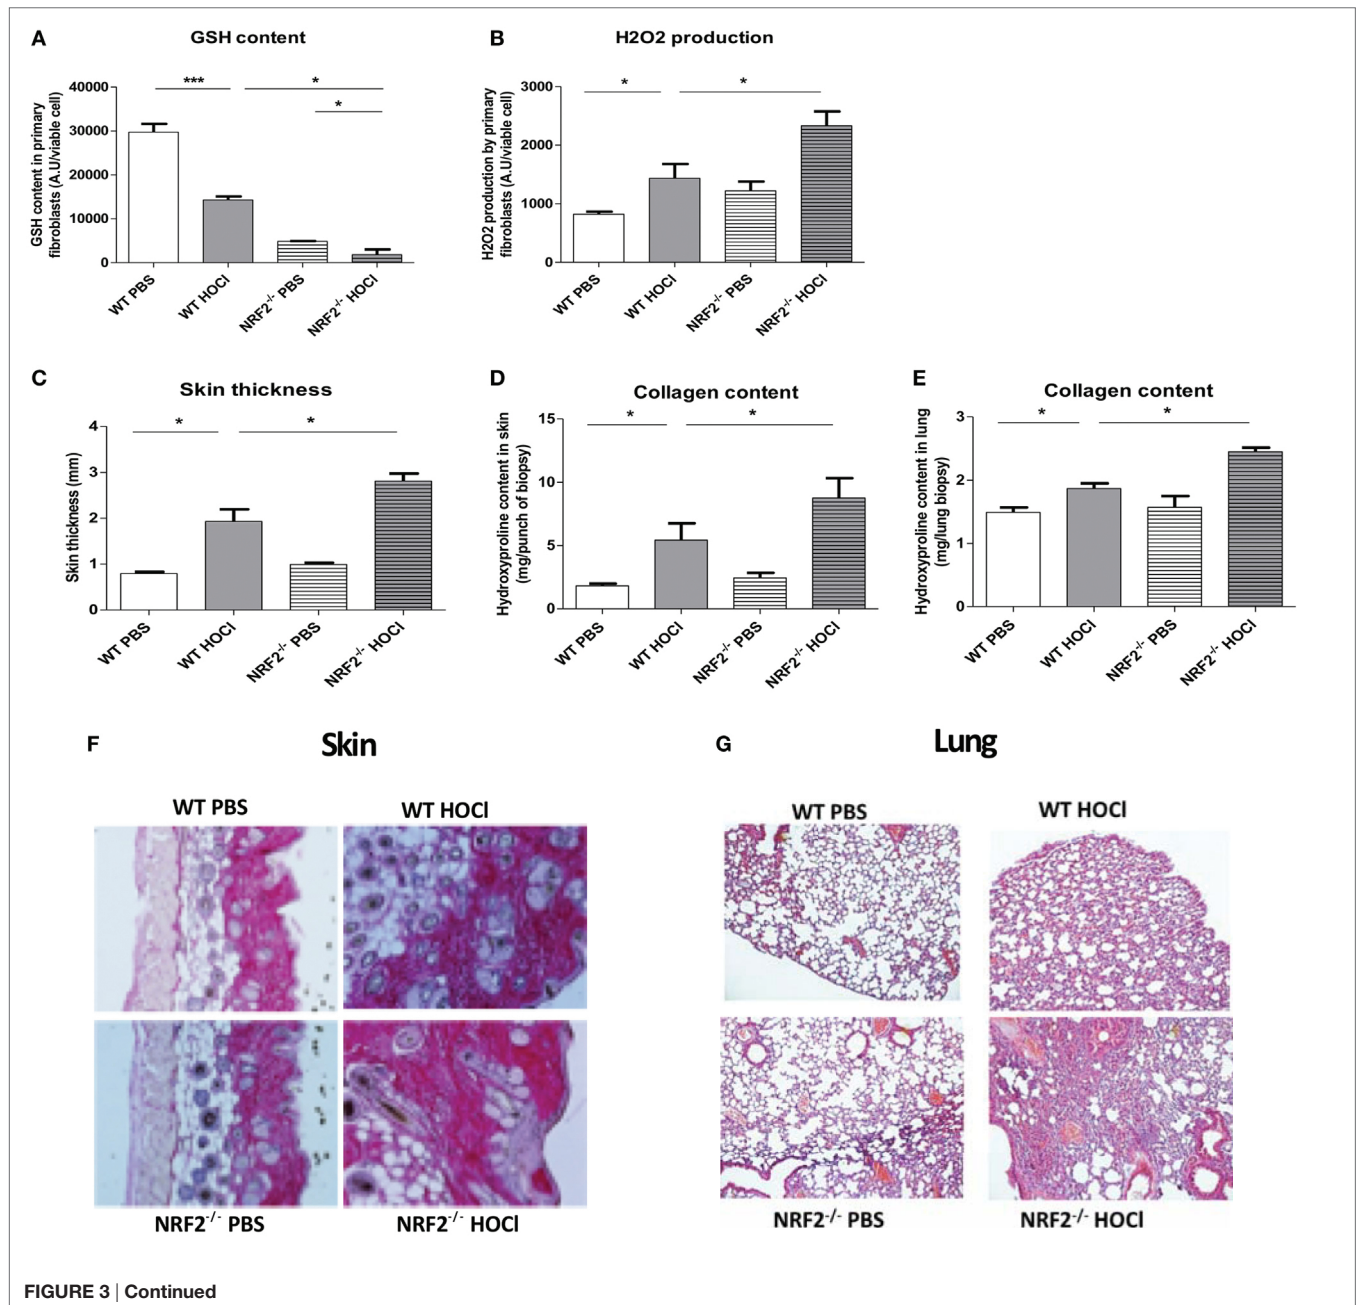 A
GSH content
GSH content in primary
fibroblasts (A.U/viable cell)
40000
30000
20000
10000
0
***
*
*
WT PBS
WT HOCl
NRF2-/- PBS
NRF2-/- HOCl
B
H2O2 production
H2O2 production by primary
fibroblasts (A.U/viable cell)
3000
2000
1000
0
*
*
WT PBS
WT HOCl
NRF2-/- PBS
NRF2-/- HOCl
C
Skin thickness
Skin thickness (mm)
4
3
2
1
0
*
*
WT PBS
WT HOCl
NRF2-/- PBS
NRF2-/- HOCl
D
Collagen content
Hydroxyproline content in skin
(mg/punch of biopsy)
15
10
5
0
*
*
WT PBS
WT HOCl
NRF2-/- PBS
NRF2-/- HOCl
E
Collagen content
Hydroxyproline content in lung
(mg/lung biopsy)
3
2
1
0
*
*
WT PBS
WT HOCl
NRF2-/- PBS
NRF2-/- HOCl
F
Skin
WT PBS
WT HOCl
NRF2-/- PBS
NRF2-/- HOCl
G
Lung
WT PBS
WT HOCl
NRF2-/- PBS
NRF2-/- HOCl
FIGURE 3 | Continued